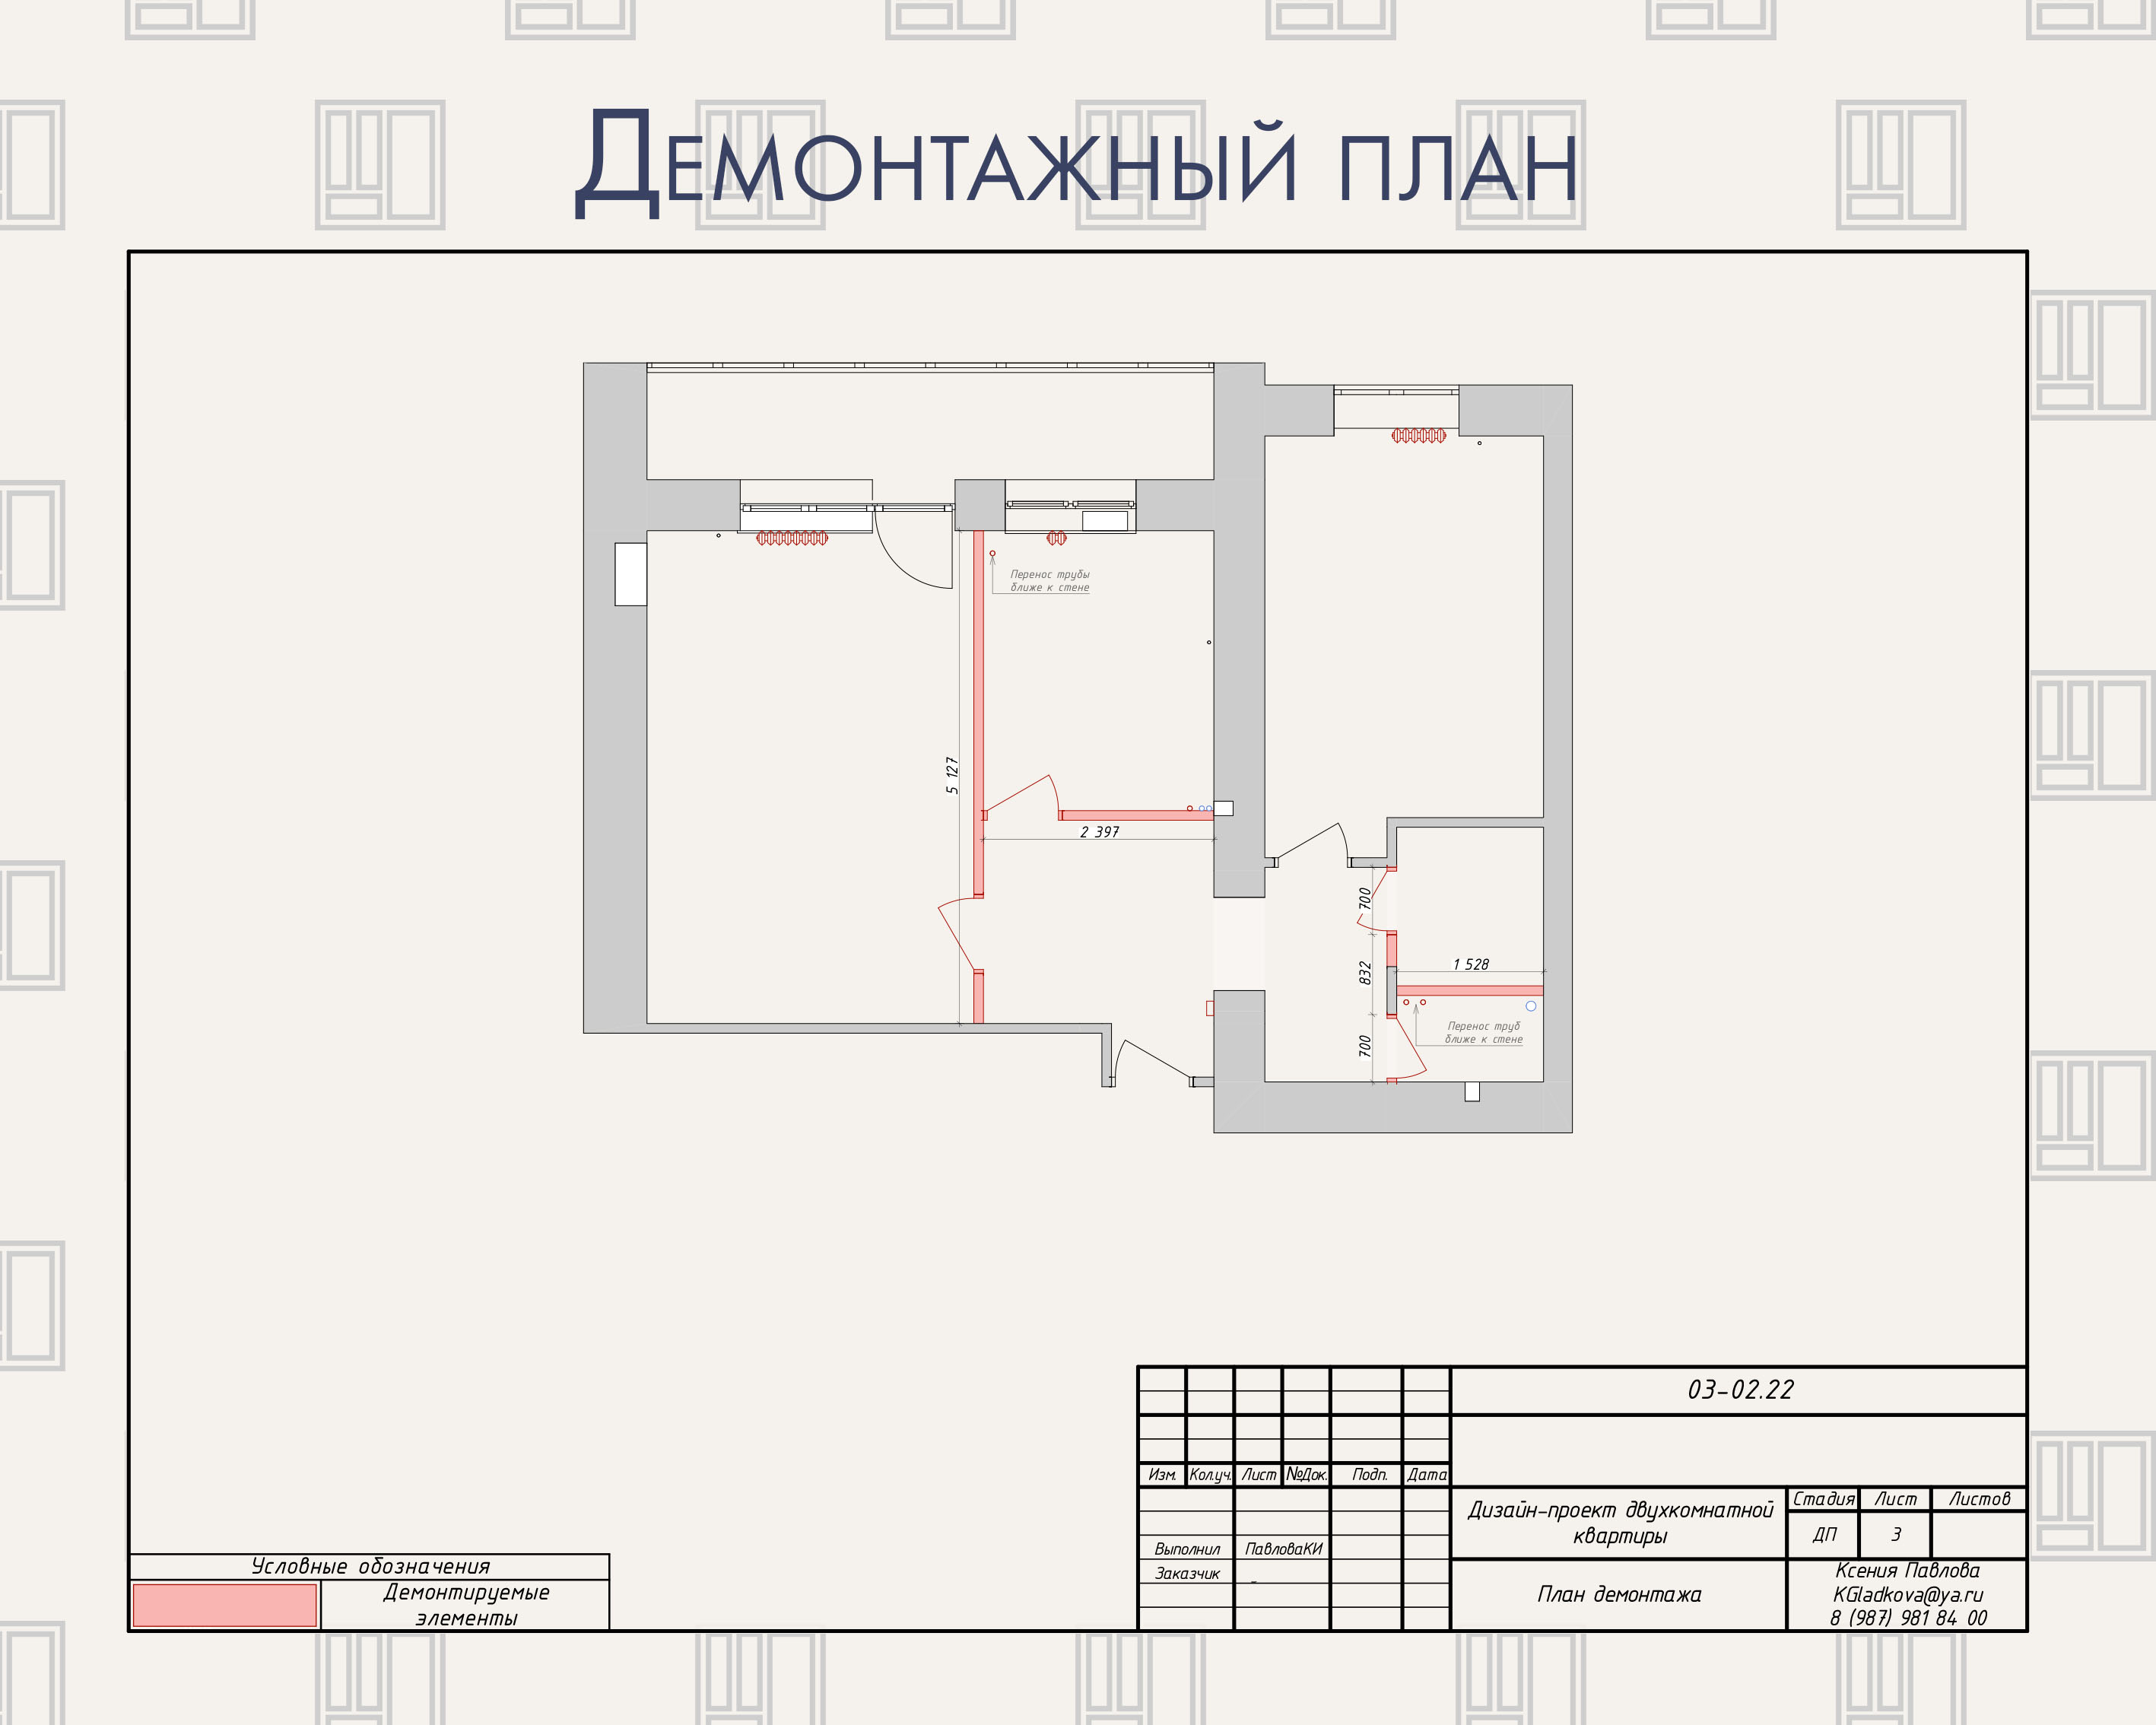 Демонтажный план
Перенос трубы
ближе к стене
5 127
2 397
700
832
1 528
700
Перенос труб
ближе к стене
03-02.22
Изм. Кол.уч. Лист №Док. Подп. Дата
Дизайн-проект двухкомнатной
квартиры
Стадия Лист Листов
ДП 3
Выполнил ПавловаКИ
Заказчик _
План демонтажа
Ксения Павлова
KGladkova@ya.ru
8 (987) 981 84 00
Условные обозначения
Демонтируемые
элементы